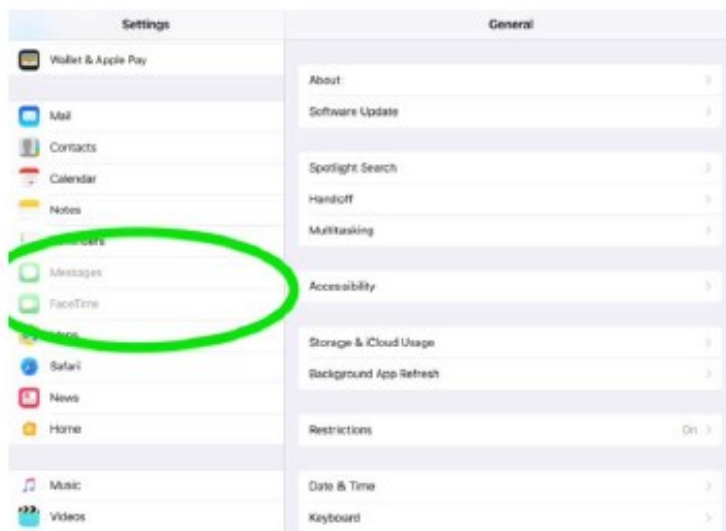 Settings
General
Wallet & Apple Pay
Mail
Contacts
Calendar
Notes
Messages
FaceTime
Safari
News
Home
Music
Videos
About
Software Update
Spotlight Search
Handoff
Multitasking
Accessibility
Storage & iCloud Usage
Background App Refresh
Restrictions On
Date & Time
Keyboard